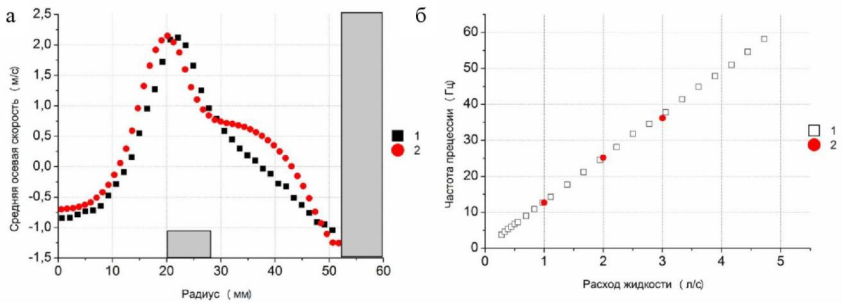 а
Средняя осевая скорость (м/с)
2,5
2,0
1,5
1,0
0,5
0,0
-0,5
-1,0
-1,5
0 10 20 30 40 50 60
Радиус (мм)
1
2
б
Частота прецессии (Гц)
60
50
40
30
20
10
0
0 1 2 3 4 5
Расход жидкости (л/с)
1
2